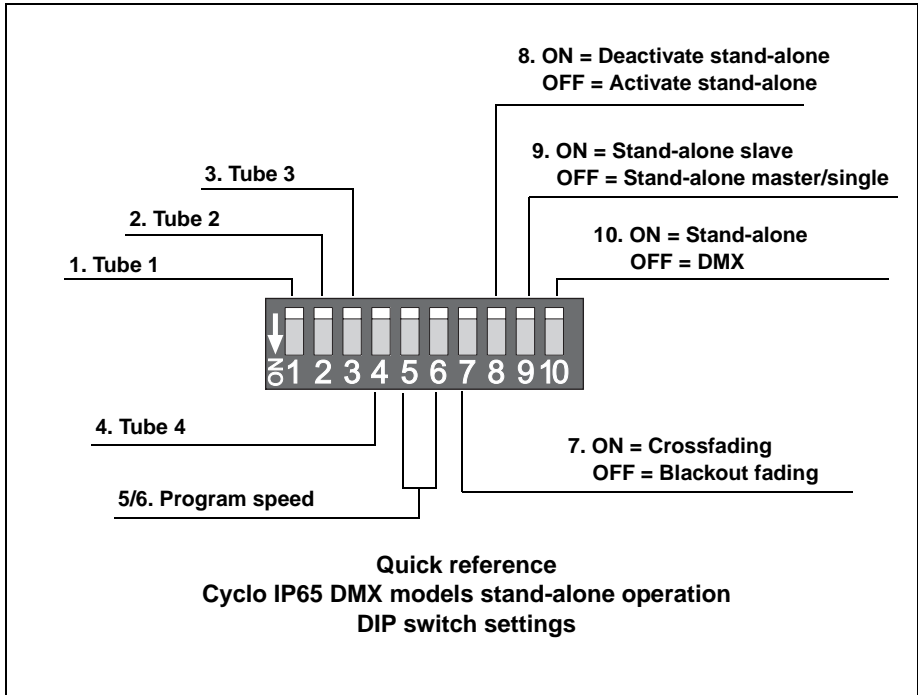 8. ON = Deactivate stand-alone
OFF = Activate stand-alone
9. ON = Stand-alone slave
OFF = Stand-alone master/single
3. Tube 3
2. Tube 2
10. ON = Stand-alone
OFF = DMX
1. Tube 1
ON
1 2 3 4 5 6 7 8 9 10
4. Tube 4
7. ON = Crossfading
OFF = Blackout fading
5/6. Program speed
Quick reference
Cyclo IP65 DMX models stand-alone operation
DIP switch settings